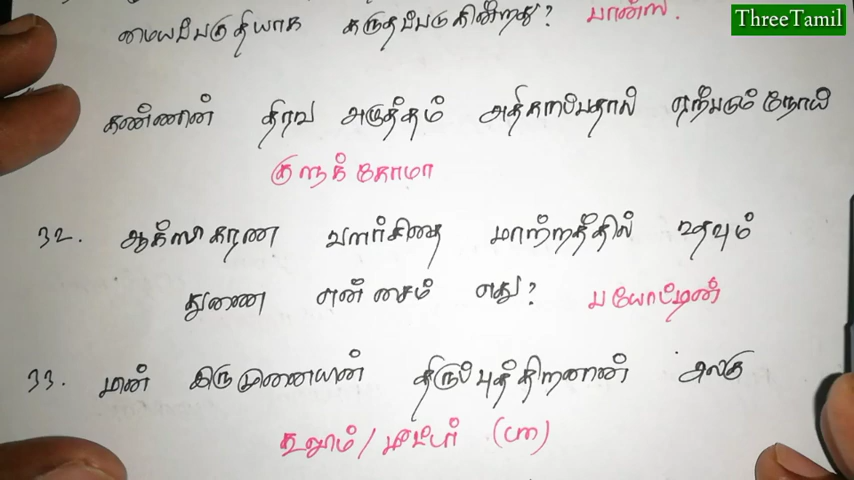 ThreeTamil
மையப்பகுதியாக கருதப்படுகின்றது? பான்ஸ்.
கண்ணின் திரவ அழுத்தம் அதிகரிப்பதால் ஏற்படும் நோய்
குளுக்கோமா
32. ஆக்ஸிகரண வளர்சிதை மாற்றத்தில் உதவும்
துணை என்சைம் எது? பயோட்டின்
33. மின் இருமுனையின் திருப்புத்திறனின் அலகு
கூலூம் / மீட்டர்